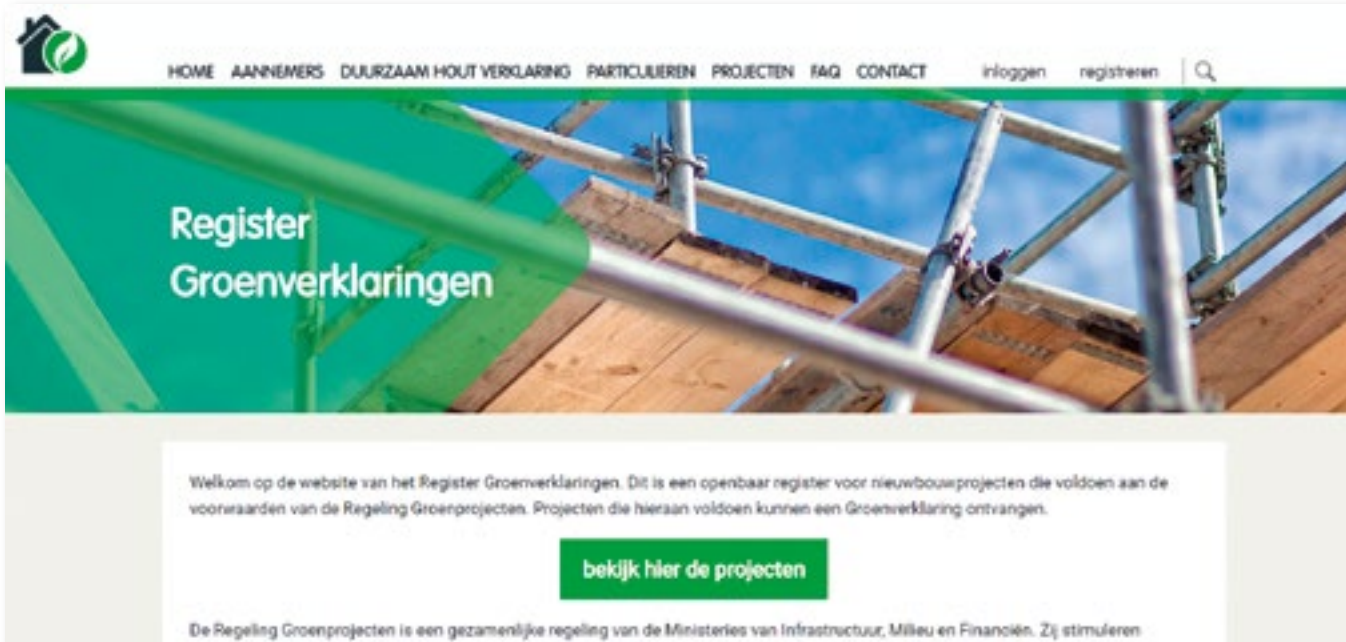 HOME AANNEMERS DUURZAAM HOUT VERKLARING PARTICULIEREN PROJECTEN FAQ CONTACT inloggen registreren
Register
Groenverklaringen
Welkom op de website van het Register Groenverklaringen. Dit is een openbaar register voor nieuwbouwprojecten die voldoen aan de
voorwaarden van de Regeling Groenprojecten. Projecten die hieraan voldoen kunnen een Groenverklaring ontvangen.
bekijk hier de projecten
De Regeling Groenprojecten is een gezamenlijke regeling van de Ministeries van Infrastructuur, Milieu en Financiën. Zij stimuleren